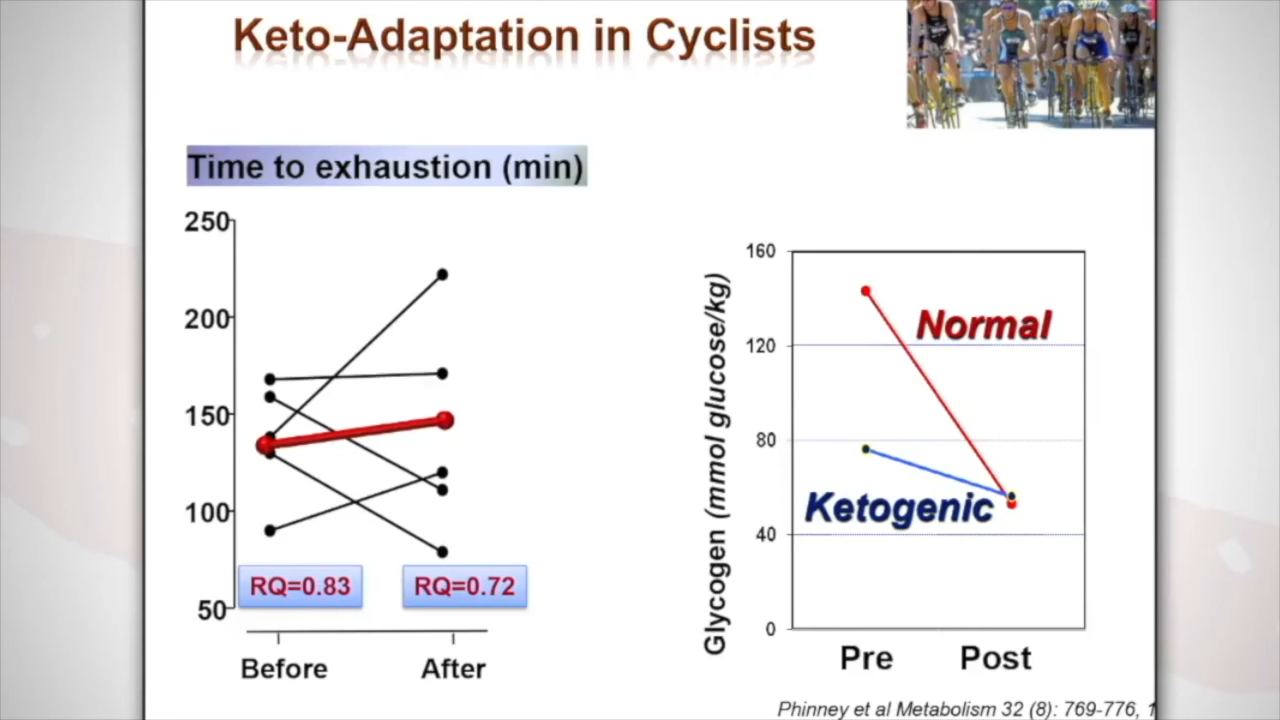 Keto-Adaptation in Cyclists
Time to exhaustion (min)
250
200
150
100
50
RQ=0.83
RQ=0.72
Before
After
Glycogen (mmol glucose/kg)
160
120
80
40
0
Normal
Ketogenic
Pre
Post
Phinney et al Metabolism 32 (8): 769-776, 1